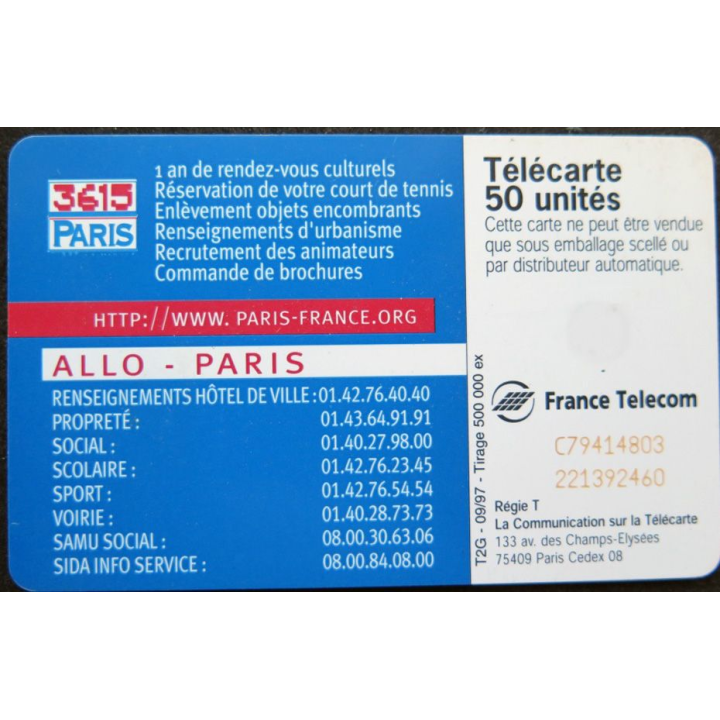 3615
PARIS
1 an de rendez-vous culturels
Réservation de votre court de tennis
Enlèvement objets encombrants
Renseignements d'urbanisme
Recrutement des animateurs
Commande de brochures
HTTP://WWW. PARIS-FRANCE.ORG
ALLO - PARIS
RENSEIGNEMENTS HÔTEL DE VILLE : 01.42.76.40.40
PROPRETÉ : 01.43.64.91.91
SOCIAL : 01.40.27.98.00
SCOLAIRE : 01.42.76.23.45
SPORT : 01.42.76.54.54
VOIRIE : 01.40.28.73.73
SAMU SOCIAL : 08.00.30.63.06
SIDA INFO SERVICE : 08.00.84.08.00
Télécarte
50 unités
Cette carte ne peut être vendue
que sous emballage scellé ou
par distributeur automatique.
France Telecom
C79414803
221392460
Régie T
La Communication sur la Télécarte
133 av. des Champs-Elysées
75409 Paris Cedex 08
T2G - 09/97 - Tirage 500 000 ex